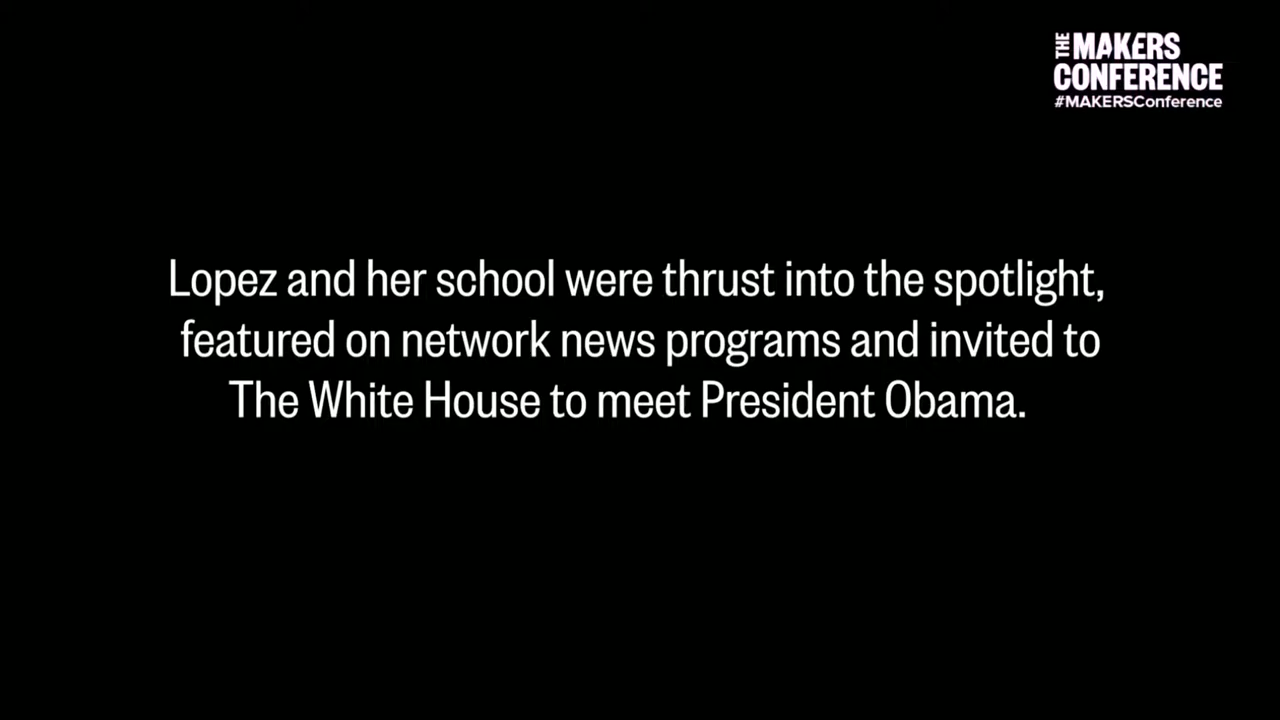 THE MAKERS
CONFERENCE
#MAKERSConference
Lopez and her school were thrust into the spotlight,
featured on network news programs and invited to
The White House to meet President Obama.